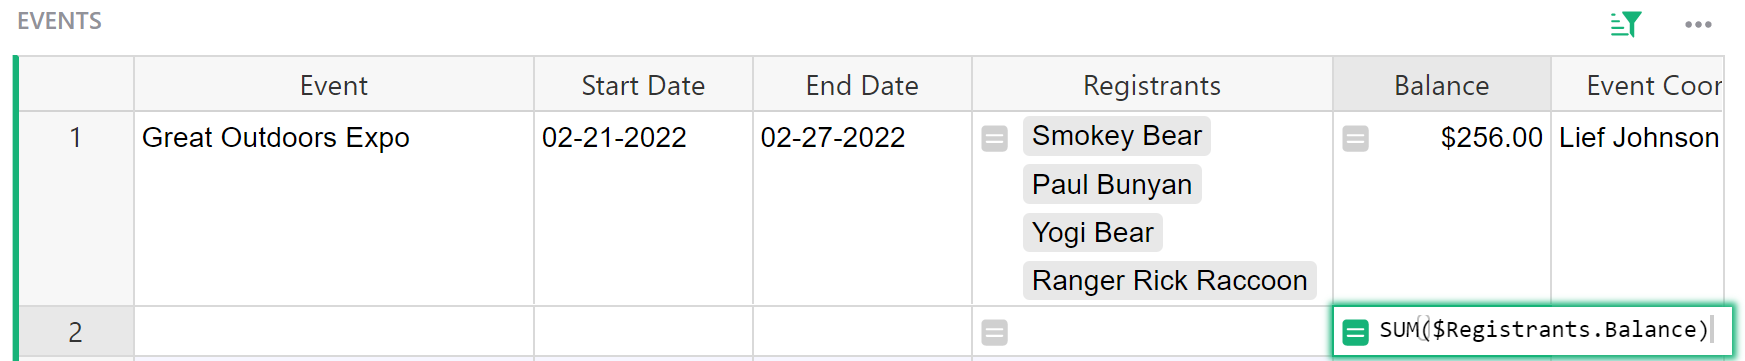 EVENTS
Event Start Date End Date Registrants Balance Event Coor
1 Great Outdoors Expo 02-21-2022 02-27-2022 Smokey Bear $256.00 Lief Johnson
Paul Bunyan
Yogi Bear
Ranger Rick Raccoon
2 SUM($Registrants.Balance)